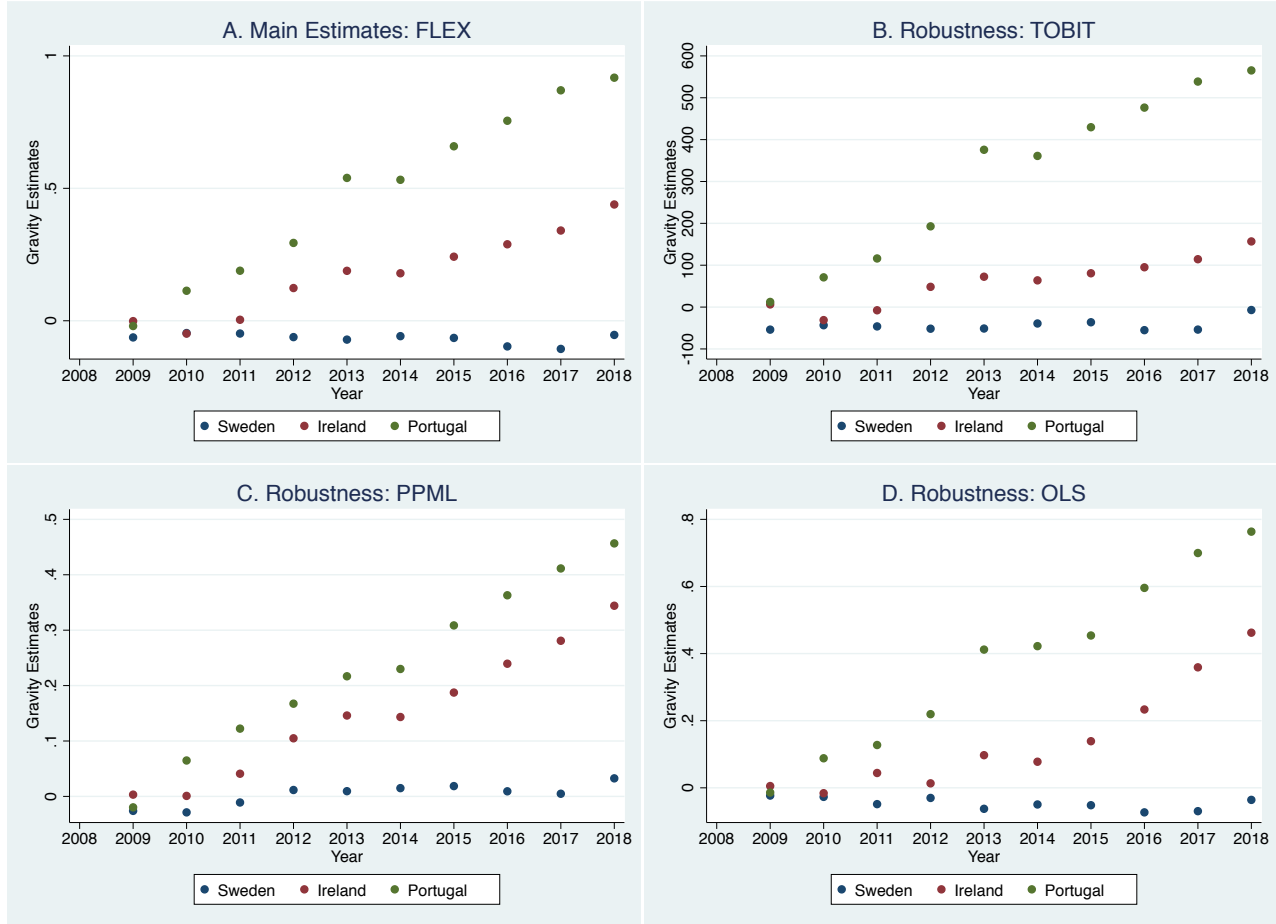 A. Main Estimates: FLEX
Gravity Estimates
1
.5
0
2008 2009 2010 2011 2012 2013 2014 2015 2016 2017 2018
Year
Sweden Ireland Portugal
B. Robustness: TOBIT
Gravity Estimates
600
500
400
300
200
100
0
-100
2008 2009 2010 2011 2012 2013 2014 2015 2016 2017 2018
Year
Sweden Ireland Portugal
C. Robustness: PPML
Gravity Estimates
.5
.4
.3
.2
.1
0
2008 2009 2010 2011 2012 2013 2014 2015 2016 2017 2018
Year
Sweden Ireland Portugal
D. Robustness: OLS
Gravity Estimates
.8
.6
.4
.2
0
2008 2009 2010 2011 2012 2013 2014 2015 2016 2017 2018
Year
Sweden Ireland Portugal